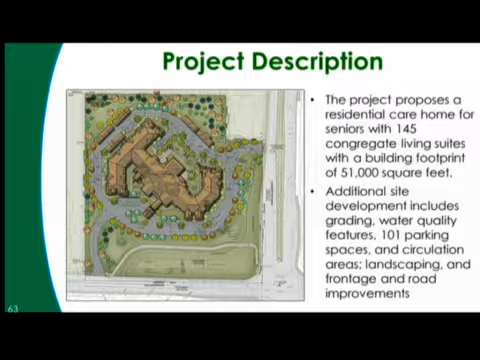 Project Description
• The project proposes a
residential care home for
seniors with 145
congregate living suites
with a building footprint
of 51,000 square feet.
• Additional site
development includes
grading, water quality
features, 101 parking
spaces, and circulation
areas; landscaping, and
frontage and road
improvements
63